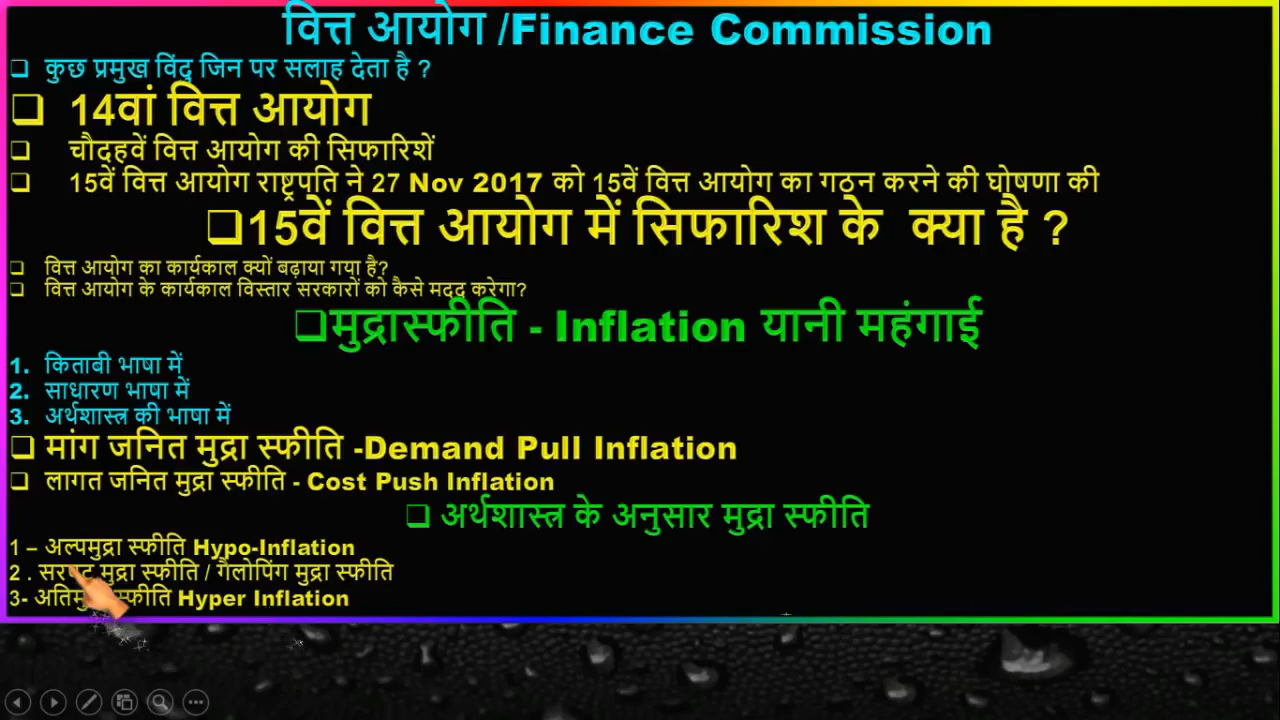 वित्त आयोग /Finance Commission
कुछ प्रमुख विंदु जिन पर सलाह देता है ?
14वां वित्त आयोग
चौदहवें वित्त आयोग की सिफारिशें
15वें वित्त आयोग राष्ट्रपति ने 27 Nov 2017 को 15वें वित्त आयोग का गठन करने की घोषणा की
15वें वित्त आयोग में सिफारिश के क्या है ?
वित्त आयोग का कार्यकाल क्यों बढ़ाया गया है?
वित्त आयोग के कार्यकाल विस्तार सरकारों को कैसे मदद करेगा?
मुद्रास्फीति - Inflation यानी महंगाई
1. किताबी भाषा में
2. साधारण भाषा में
3. अर्थशास्त्र की भाषा में
मांग जनित मुद्रा स्फीति -Demand Pull Inflation
लागत जनित मुद्रा स्फीति - Cost Push Inflation
अर्थशास्त्र के अनुसार मुद्रा स्फीति
1 – अल्पमुद्रा स्फीति Hypo-Inflation
2 . सरपट मुद्रा स्फीति / गैलोपिंग मुद्रा स्फीति
3- अतिमुद्रा स्फीति Hyper Inflation